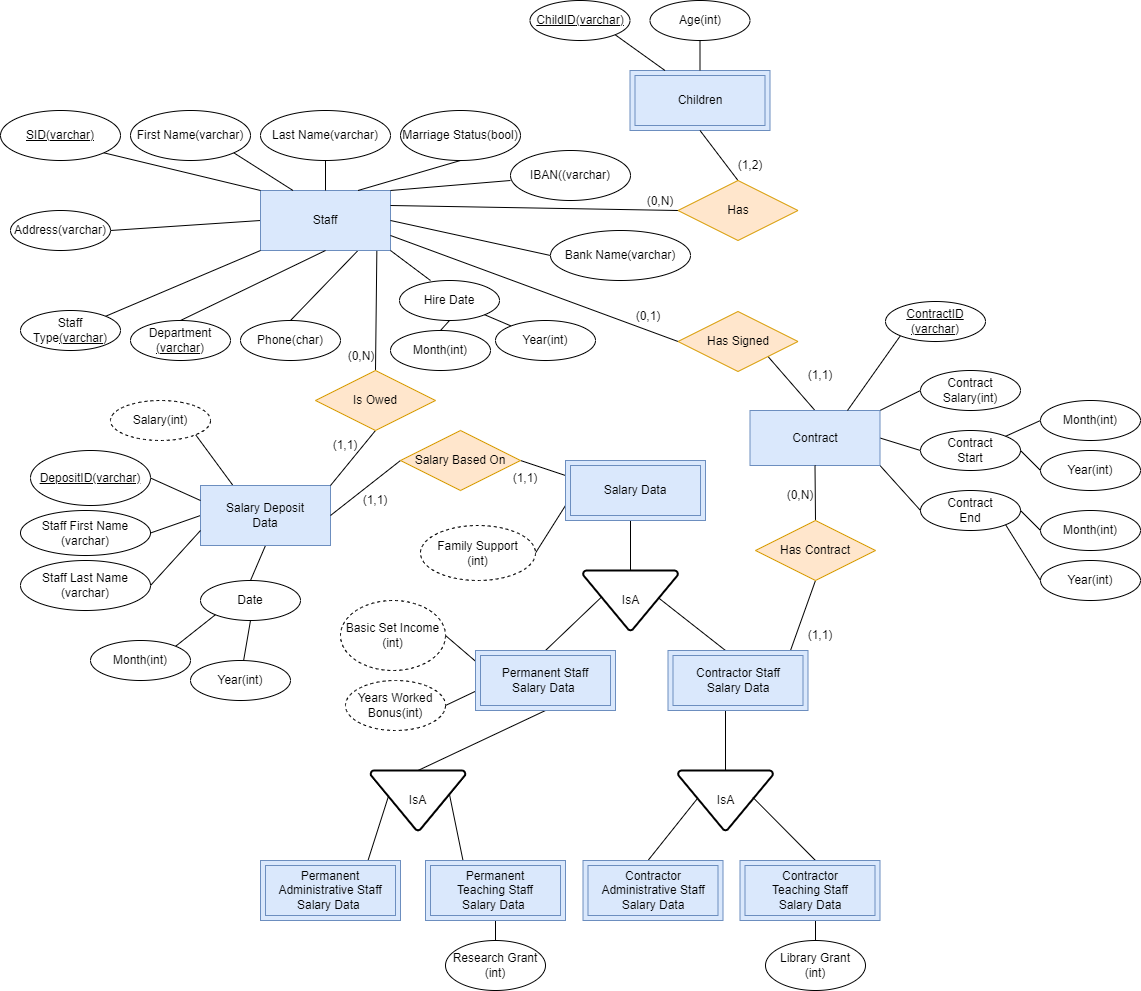 ChildID(varchar)
Age(int)
Children
SID(varchar)
First Name(varchar)
Last Name(varchar)
Marriage Status(bool)
IBAN((varchar)
(1,2)
(0,N)
Has
Staff
Address(varchar)
Bank Name(varchar)
Hire Date
Staff
Type(varchar)
Department
(varchar)
Phone(char)
Month(int)
Year(int)
(0,1)
Has Signed
ContractID
(varchar)
(0,N)
(1,1)
Is Owed
Contract
Salary(int)
Contract
Contract
Start
Month(int)
Year(int)
Salary(int)
(1,1)
Salary Based On
(1,1)
(1,1)
DepositID(varchar)
Salary Deposit
Data
Salary Data
(0,N)
Contract
End
Month(int)
Year(int)
Staff First Name
(varchar)
Family Support
(int)
Has Contract
Staff Last Name
(varchar)
Date
IsA
Month(int)
Year(int)
Basic Set Income
(int)
(1,1)
Permanent Staff
Salary Data
Contractor Staff
Salary Data
Years Worked
Bonus(int)
IsA
IsA
Permanent
Administrative Staff
Salary Data
Permanent
Teaching Staff
Salary Data
Contractor
Administrative Staff
Salary Data
Contractor
Teaching Staff
Salary Data
Research Grant
(int)
Library Grant
(int)